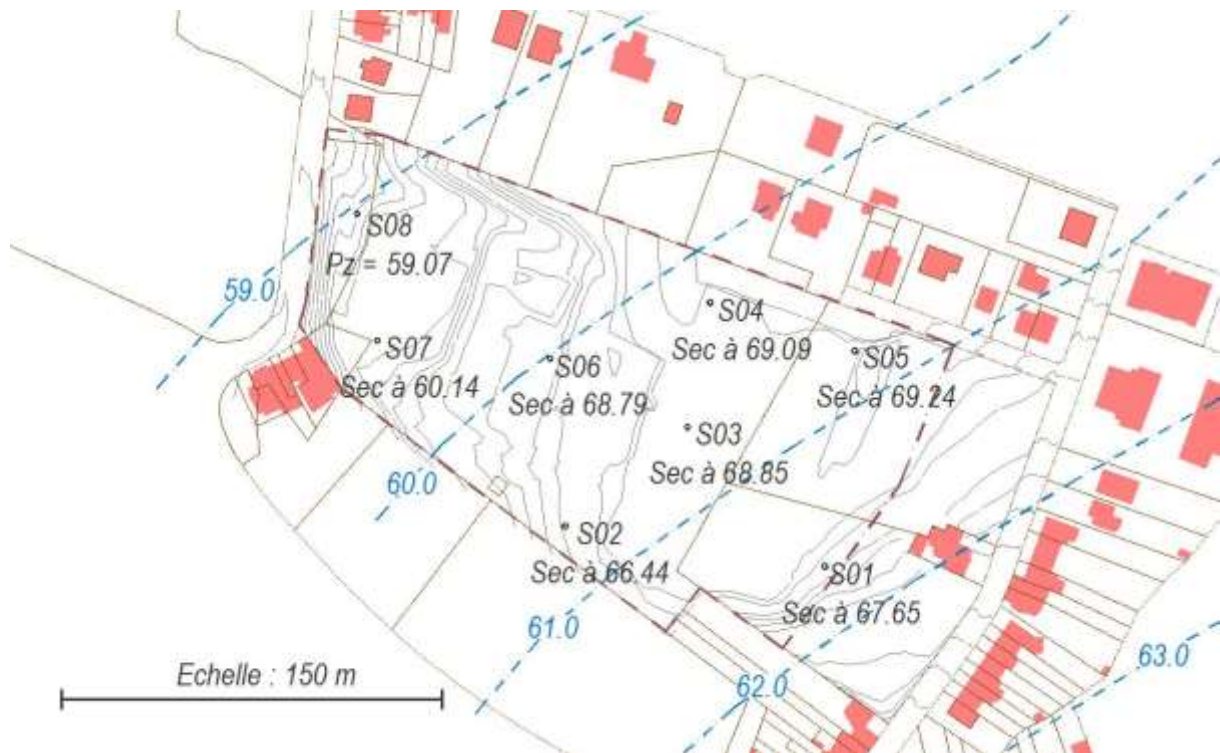 S08
Pz = 59.07
59.0
S04
Sec à 69.09
S07
Sec à 60.14
S06
Sec à 68.79
S05
Sec à 69.24
S03
Sec à 68.85
60.0
S02
Sec à 66.44
S01
Sec à 67.65
61.0
63.0
62.0
Echelle : 150 m